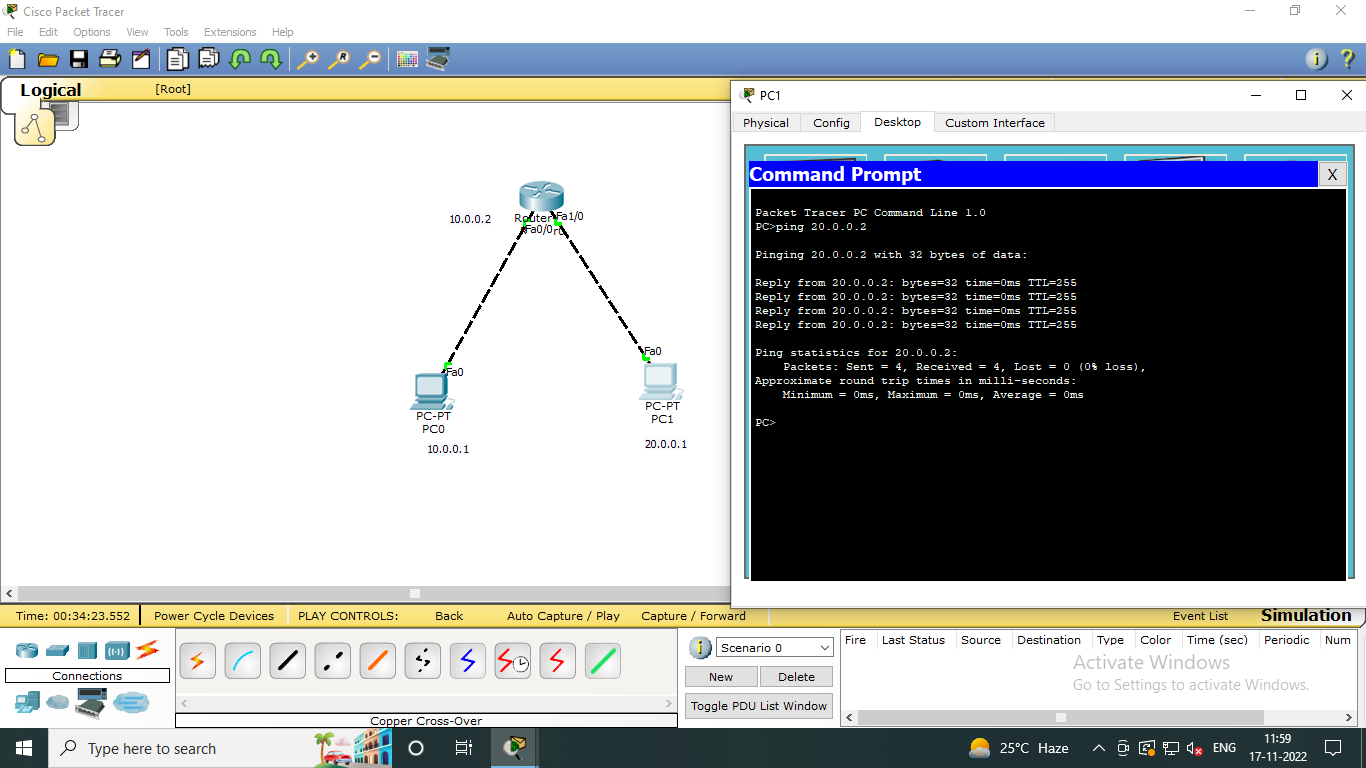 Cisco Packet Tracer
File Edit Options View Tools Extensions Help
Logical
[Root]
10.0.0.2
Router
Fa1/0
Fa0/0
r0
Fa0
PC-PT
PC0
10.0.0.1
Fa0
PC-PT
PC1
20.0.0.1
PC1
Physical Config Desktop Custom Interface
Command Prompt
X
Packet Tracer PC Command Line 1.0
PC>ping 20.0.0.2
Pinging 20.0.0.2 with 32 bytes of data:
Reply from 20.0.0.2: bytes=32 time=0ms TTL=255
Reply from 20.0.0.2: bytes=32 time=0ms TTL=255
Reply from 20.0.0.2: bytes=32 time=0ms TTL=255
Reply from 20.0.0.2: bytes=32 time=0ms TTL=255
Ping statistics for 20.0.0.2:
Packets: Sent = 4, Received = 4, Lost = 0 (0% loss),
Approximate round trip times in milli-seconds:
Minimum = 0ms, Maximum = 0ms, Average = 0ms
PC>
Time: 00:34:23.552 Power Cycle Devices PLAY CONTROLS: Back Auto Capture / Play Capture / Forward Event List Simulation
Connections
Copper Cross-Over
Scenario 0
New Delete
Toggle PDU List Window
Fire Last Status Source Destination Type Color Time (sec) Periodic Num
Activate Windows
Go to Settings to activate Windows.
Type here to search
25°C Haze
ENG
11:59
17-11-2022